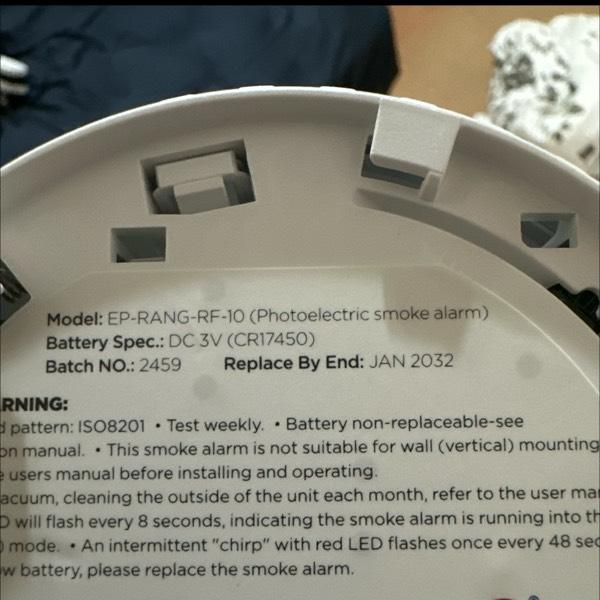 Model: EP-RANG-RF-10 (Photoelectric smoke alarm)
Battery Spec.: DC 3V (CR17450)
Batch NO.: 2459 Replace By End: JAN 2032
RNING:
d pattern: ISO8201 • Test weekly. • Battery non-replaceable-see
on manual. • This smoke alarm is not suitable for wall (vertical) mounting
e users manual before installing and operating.
acuum, cleaning the outside of the unit each month, refer to the user ma
D will flash every 8 seconds, indicating the smoke alarm is running into th
) mode. • An intermittent "chirp" with red LED flashes once every 48 sec
w battery, please replace the smoke alarm.